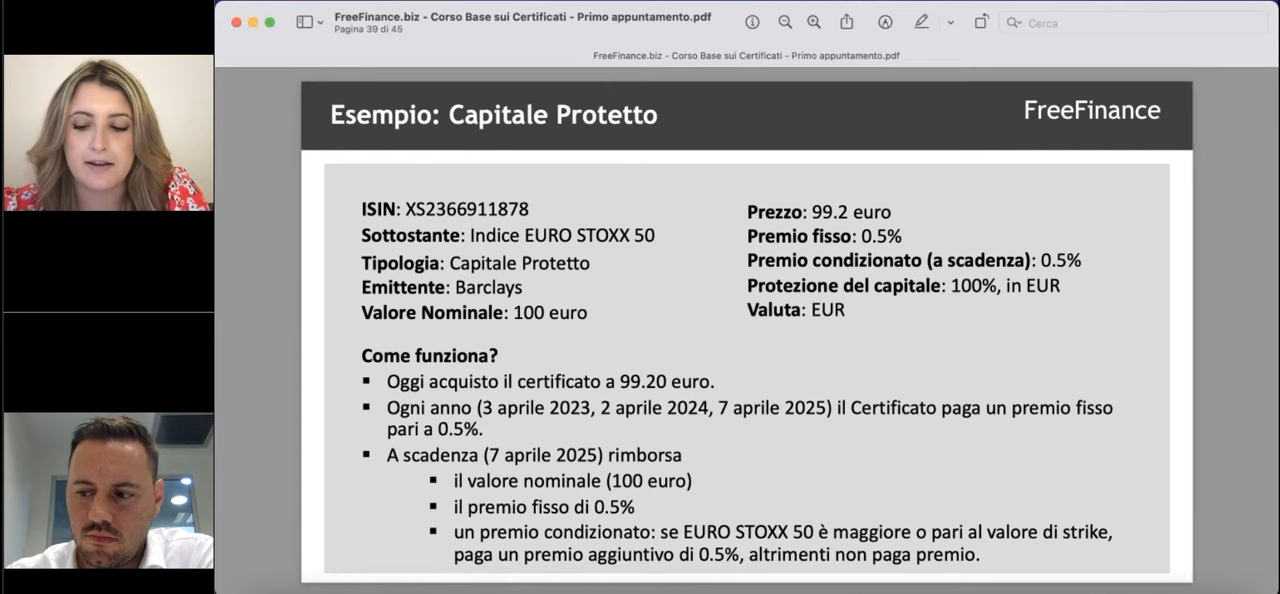 FreeFinance.biz - Corso Base sui Certificati - Primo appuntamento.pdf
Pagina 39 di 45
Cerca
FreeFinance.biz - Corso Base sui Certificati - Primo appuntamento.pdf
Esempio: Capitale Protetto
FreeFinance
ISIN: XS2366911878
Sottostante: Indice EURO STOXX 50
Tipologia: Capitale Protetto
Emittente: Barclays
Valore Nominale: 100 euro
Prezzo: 99.2 euro
Premio fisso: 0.5%
Premio condizionato (a scadenza): 0.5%
Protezione del capitale: 100%, in EUR
Valuta: EUR
Come funziona?
▪ Oggi acquisto il certificato a 99.20 euro.
▪ Ogni anno (3 aprile 2023, 2 aprile 2024, 7 aprile 2025) il Certificato paga un premio fisso
pari a 0.5%.
▪ A scadenza (7 aprile 2025) rimborsa
▪ il valore nominale (100 euro)
▪ il premio fisso di 0.5%
▪ un premio condizionato: se EURO STOXX 50 è maggiore o pari al valore di strike,
paga un premio aggiuntivo di 0.5%, altrimenti non paga premio.